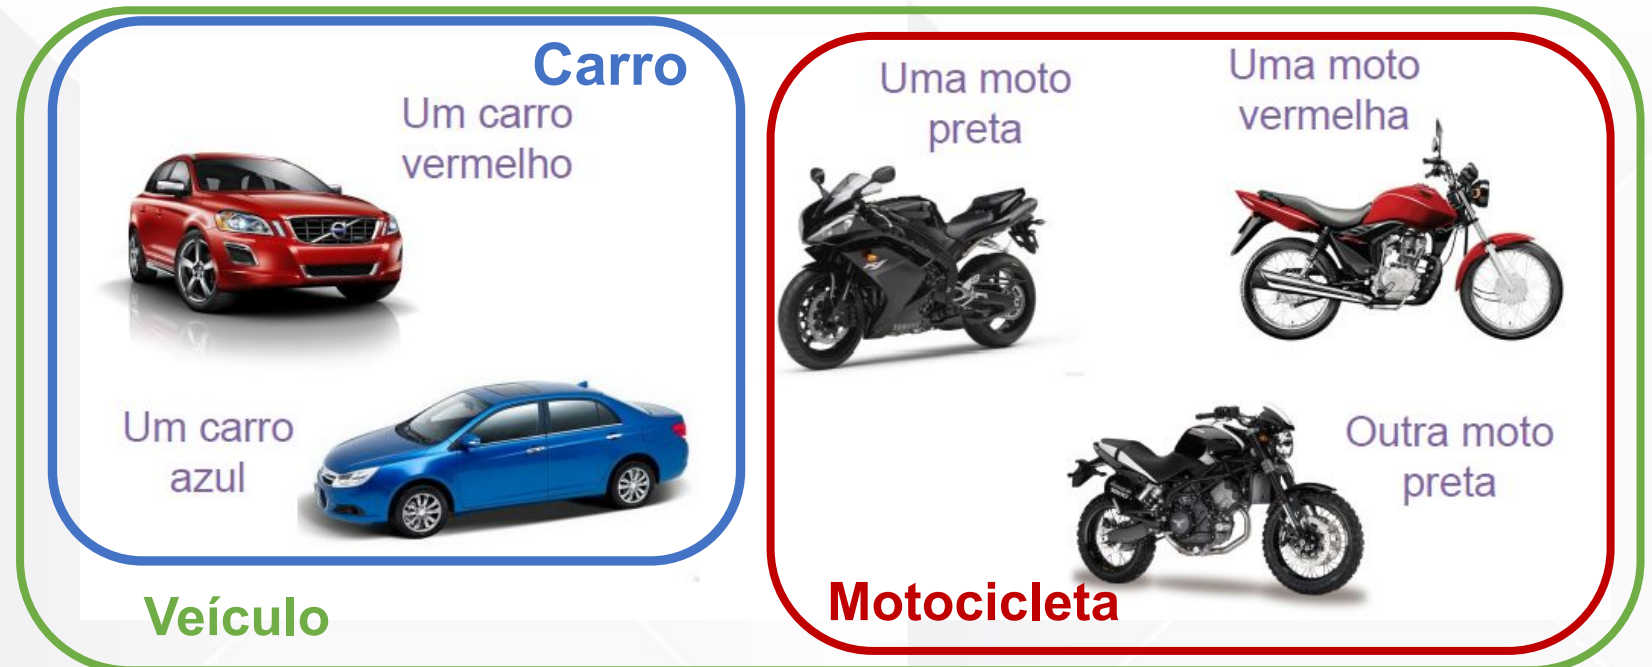 Carro
Um carro
vermelho
Um carro
azul
Veículo
Uma moto
preta
Uma moto
vermelha
Outra moto
preta
Motocicleta